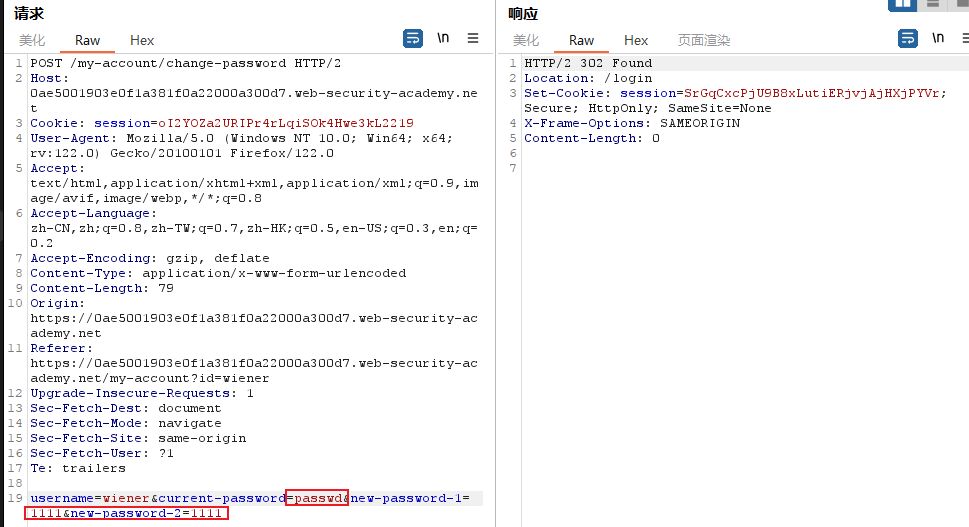 请求
美化 Raw Hex \n
1 POST /my-account/change-password HTTP/2
2 Host:
0ae5001903e0f1a381f0a22000a300d7.web-security-academy.ne
t
3 Cookie: session=oI2YOZa2URIPr4rLqiSOk4Hwe3kL2219
4 User-Agent: Mozilla/5.0 (Windows NT 10.0; Win64; x64;
rv:122.0) Gecko/20100101 Firefox/122.0
5 Accept:
text/html,application/xhtml+xml,application/xml;q=0.9,im
age/avif,image/webp,*/*;q=0.8
6 Accept-Language:
zh-CN,zh;q=0.8,zh-TW;q=0.7,zh-HK;q=0.5,en-US;q=0.3,en;q=
0.2
7 Accept-Encoding: gzip, deflate
8 Content-Type: application/x-www-form-urlencoded
9 Content-Length: 79
10 Origin:
https://0ae5001903e0f1a381f0a22000a300d7.web-security-ac
ademy.net
11 Referer:
https://0ae5001903e0f1a381f0a22000a300d7.web-security-ac
ademy.net/my-account?id=wiener
12 Upgrade-Insecure-Requests: 1
13 Sec-Fetch-Dest: document
14 Sec-Fetch-Mode: navigate
15 Sec-Fetch-Site: same-origin
16 Sec-Fetch-User: ?1
17 Te: trailers
18
19 username=wiener&current-password=passwd&new-password-1=
1111&new-password-2=1111
响应
美化 Raw Hex 页面渲染 \n
1 HTTP/2 302 Found
2 Location: /login
3 Set-Cookie: session=SrGqCxcPjU9B8xLutiERjvjAjHXjPYVr;
Secure; HttpOnly; SameSite=None
4 X-Frame-Options: SAMEORIGIN
5 Content-Length: 0
6
7